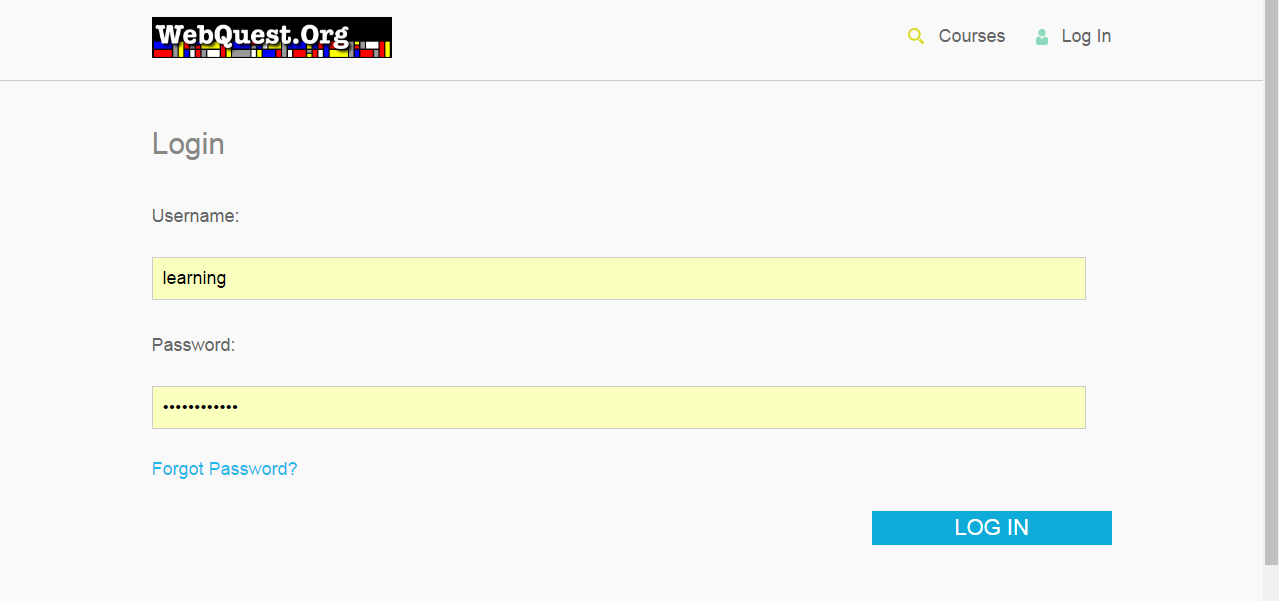 WebQuest.Org
Courses
Log In
Login
Username:
learning
Password:
••••••••••••
Forgot Password?
LOG IN